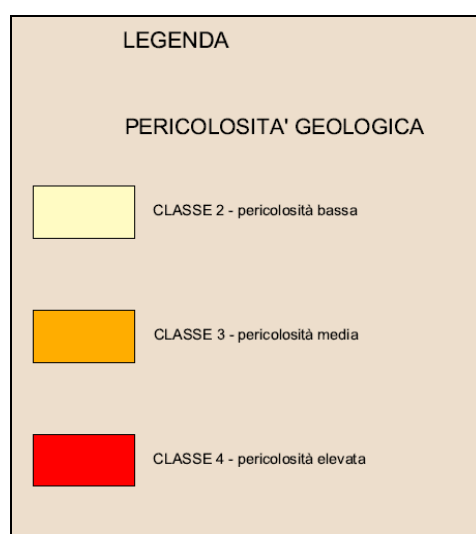 LEGENDA
PERICOLOSITA' GEOLOGICA
CLASSE 2 - pericolosità bassa
CLASSE 3 - pericolosità media
CLASSE 4 - pericolosità elevata